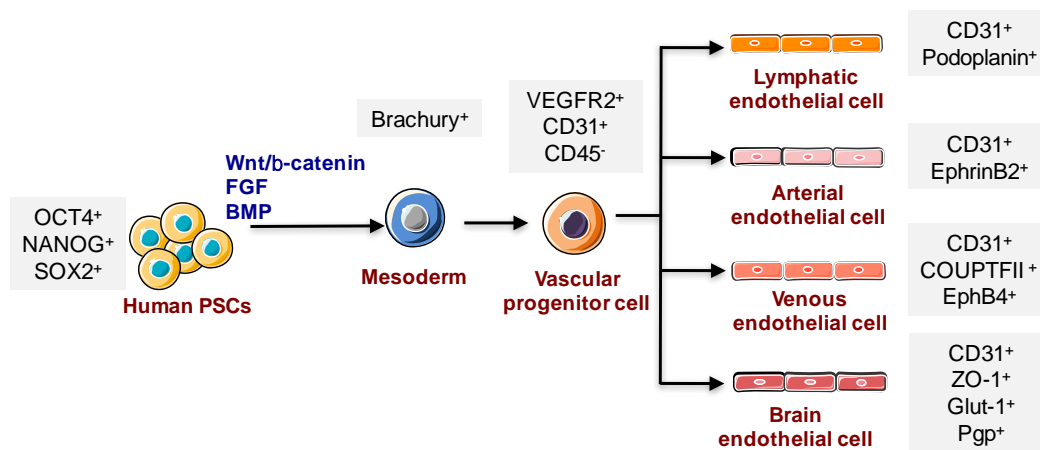 OCT4⁺
NANOG⁺
SOX2⁺
Human PSCs
Wnt/b-catenin
FGF
BMP
Brachury⁺
Mesoderm
VEGFR2⁺
CD31⁺
CD45⁻
Vascular
progenitor cell
Lymphatic
endothelial cell
CD31⁺
Podoplanin⁺
Arterial
endothelial cell
CD31⁺
EphrinB2⁺
Venous
endothelial cell
CD31⁺
COUPTFII⁺
EphB4⁺
Brain
endothelial cell
CD31⁺
ZO-1⁺
Glut-1⁺
Pgp⁺